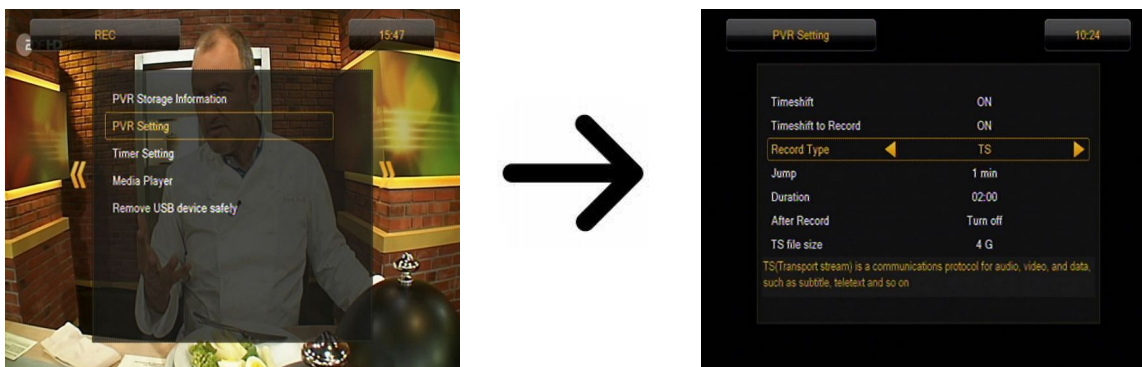 REC 15:47
PVR Storage Information
PVR Setting
Timer Setting
Media Player
Remove USB device safely
PVR Setting 10:24
Timeshift ON
Timeshift to Record ON
Record Type TS
Jump 1 min
Duration 02:00
After Record Turn off
TS file size 4 G
TS(Transport stream) is a communications protocol for audio, video, and data,
such as subtitle, teletext and so on